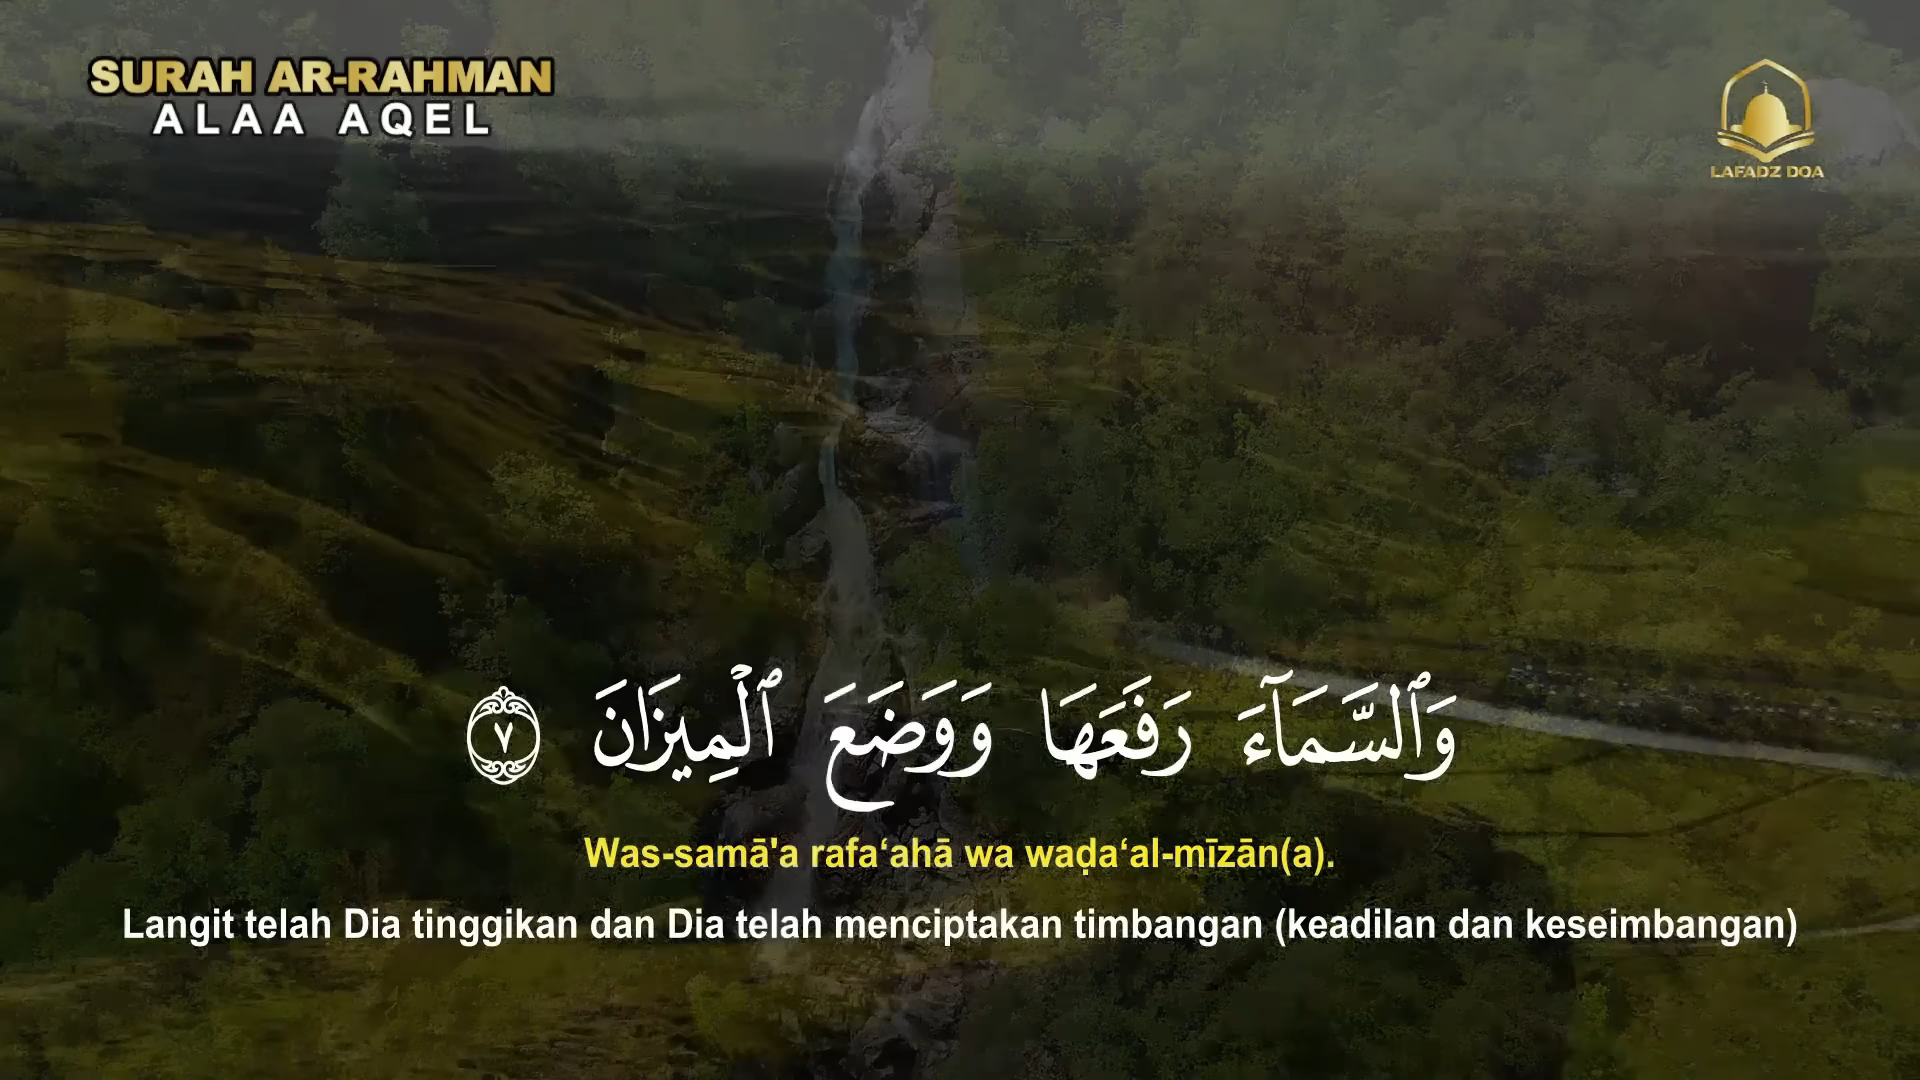 SURAH AR-RAHMAN
ALAA AQEL
LAFADZ DOA
وَٱلسَّمَآءَ رَفَعَهَا وَوَضَعَ ٱلْمِيزَانَ ٧
Was-samā'a rafa‘ahā wa waḍa‘al-mīzān(a).
Langit telah Dia tinggikan dan Dia telah menciptakan timbangan (keadilan dan keseimbangan)